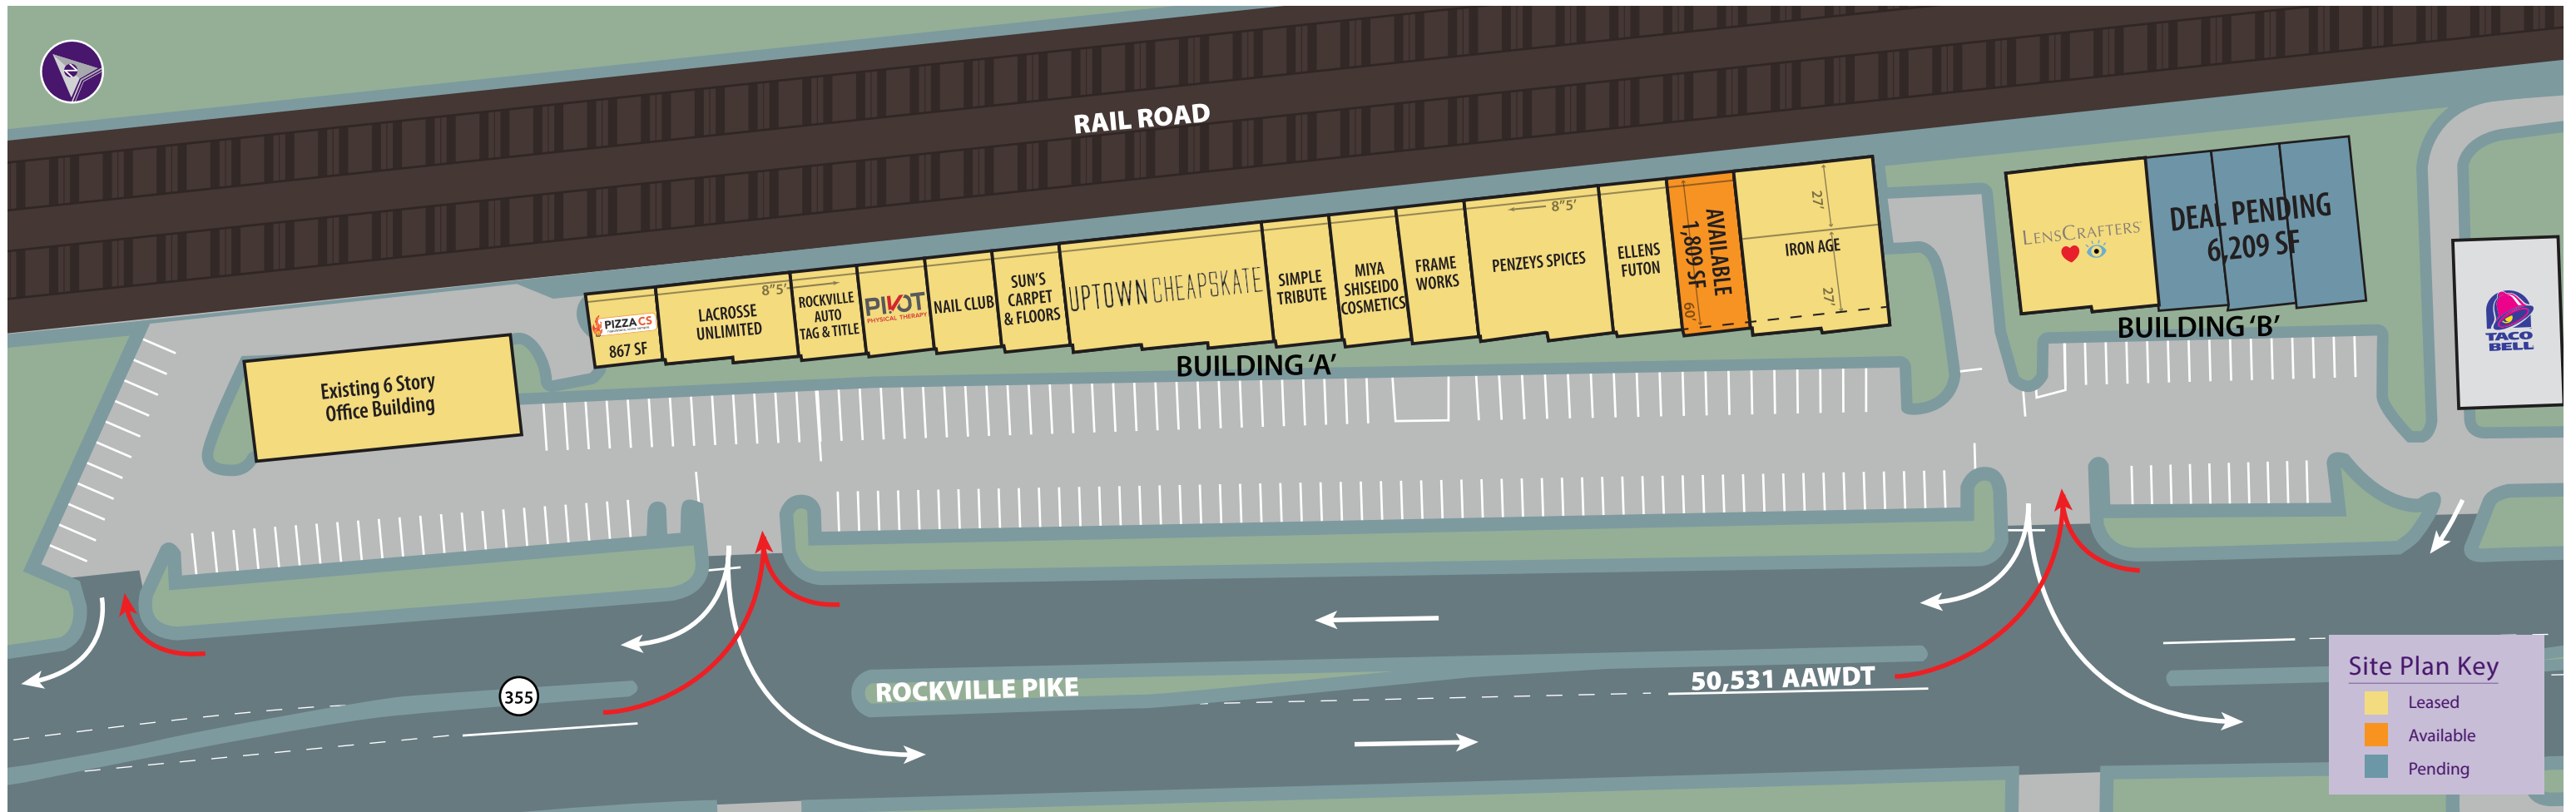 N
RAIL ROAD
Existing 6 Story
Office Building
PIZZA CS
867 SF
LACROSSE
UNLIMITED
8"5'
ROCKVILLE
AUTO
TAG & TITLE
PIVOT
PHYSICAL THERAPY
NAIL CLUB
SUN'S
CARPET
& FLOORS
UPTOWN CHEAPSKATE
SIMPLE
TRIBUTE
MIYA
SHISEIDO
COSMETICS
FRAME
WORKS
8"5'
PENZEYS SPICES
ELLENS
FUTON
AVAILABLE
1,809 SF
60'
27'
IRON AGE
27'
BUILDING 'A'
LENSCRAFTERS
DEAL PENDING
6,209 SF
BUILDING 'B'
TACO
BELL
355
ROCKVILLE PIKE
50,531 AAWDT
Site Plan Key
Leased
Available
Pending